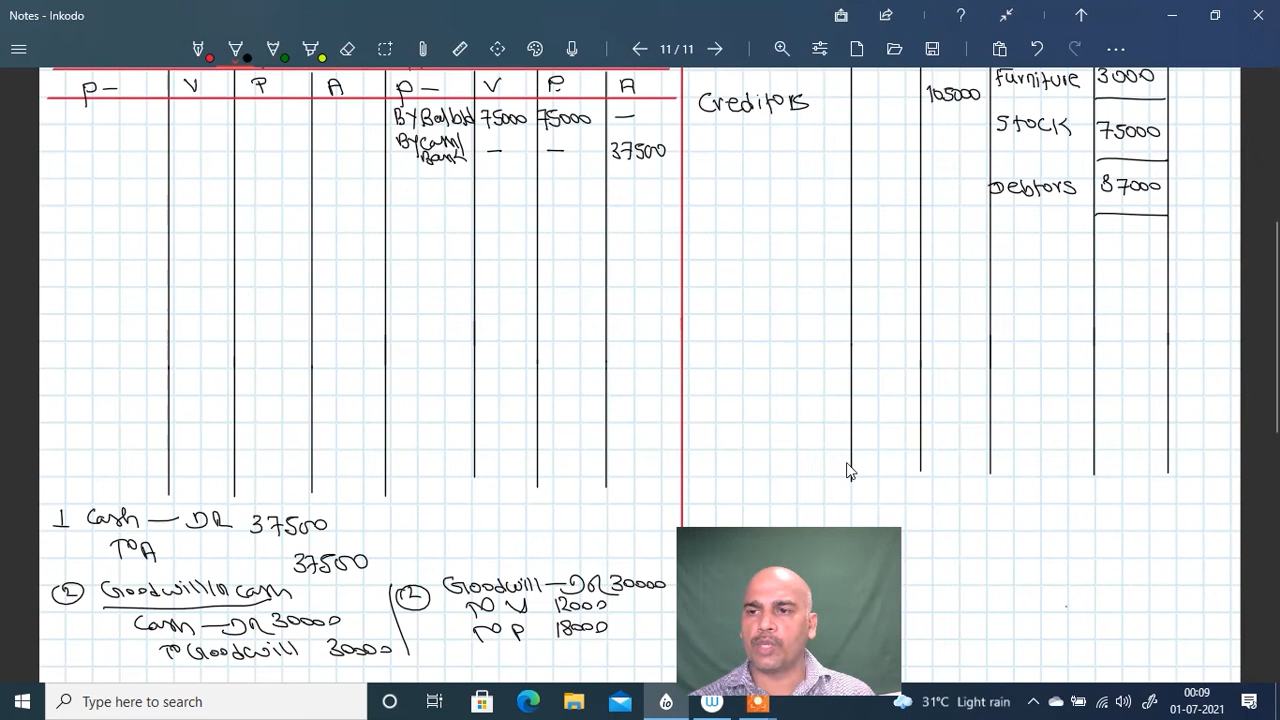 Notes - Inkodo
11 / 11
P- V P A P- V P A
By Balb/d 75000 75000 -
By Cash/Bank - - 37500
Creditors 105000
Furniture 3000
Stock 75000
Debtors 87000
1 Cash - DR 37500
To A
37500
② Goodwill In cash
Cash - DR 30000
To Goodwill 30000
② Goodwill - DR 30000
To V 12000
To P 18000
Type here to search
31°C Light rain
00:09
01-07-2021